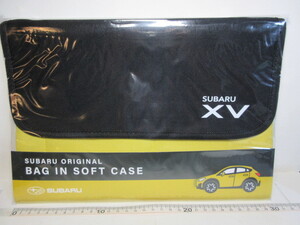 SUBARU
XV
SUBARU ORIGINAL
BAG IN SOFT CASE
SUBARU
10 20 30